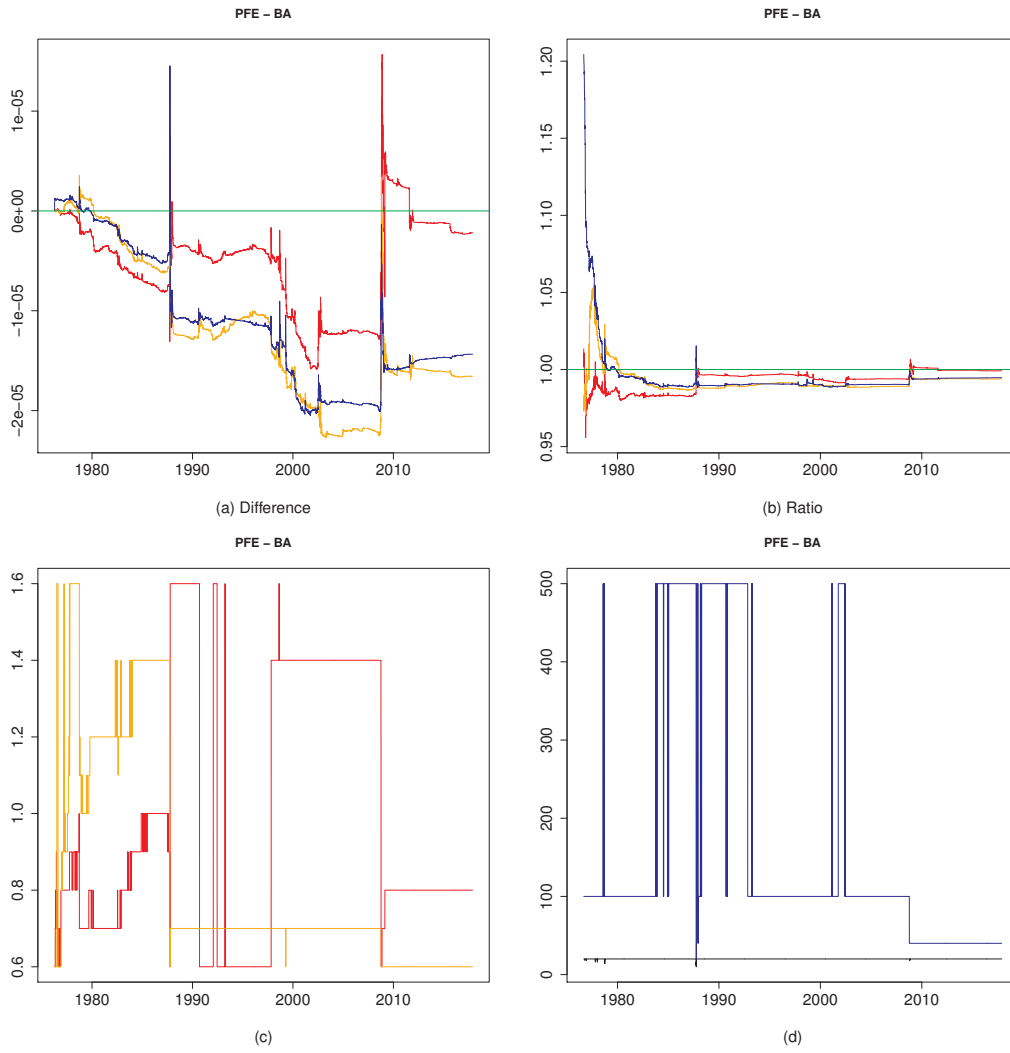 PFE – BA
1e−05
0e+00
−1e−05
−2e−05
1980 1990 2000 2010
(a) Difference
PFE – BA
1.20
1.15
1.10
1.05
1.00
0.95
1980 1990 2000 2010
(b) Ratio
PFE – BA
1.6
1.4
1.2
1.0
0.8
0.6
1980 1990 2000 2010
(c)
PFE – BA
500
400
300
200
100
0
1980 1990 2000 2010
(d)